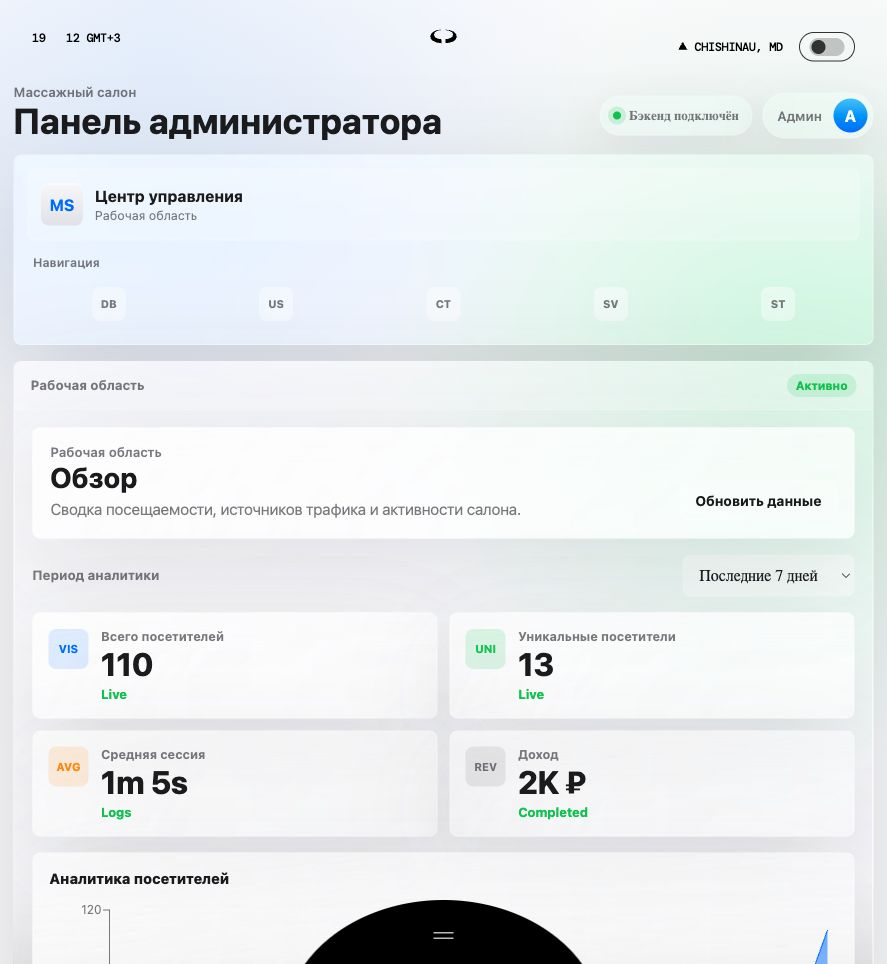 19 12 GMT+3
▲ CHISHINAU, MD
Массажный салон
Панель администратора
Бэкенд подключён
Админ
A
MS
Центр управления
Рабочая область
Навигация
DB US CT SV ST
Рабочая область
Активно
Рабочая область
Обзор
Сводка посещаемости, источников трафика и активности салона.
Обновить данные
Период аналитики
Последние 7 дней
VIS
Всего посетителей
110
Live
UNI
Уникальные посетители
13
Live
AVG
Средняя сессия
1m 5s
Logs
REV
Доход
2K ₽
Completed
Аналитика посетителей
120